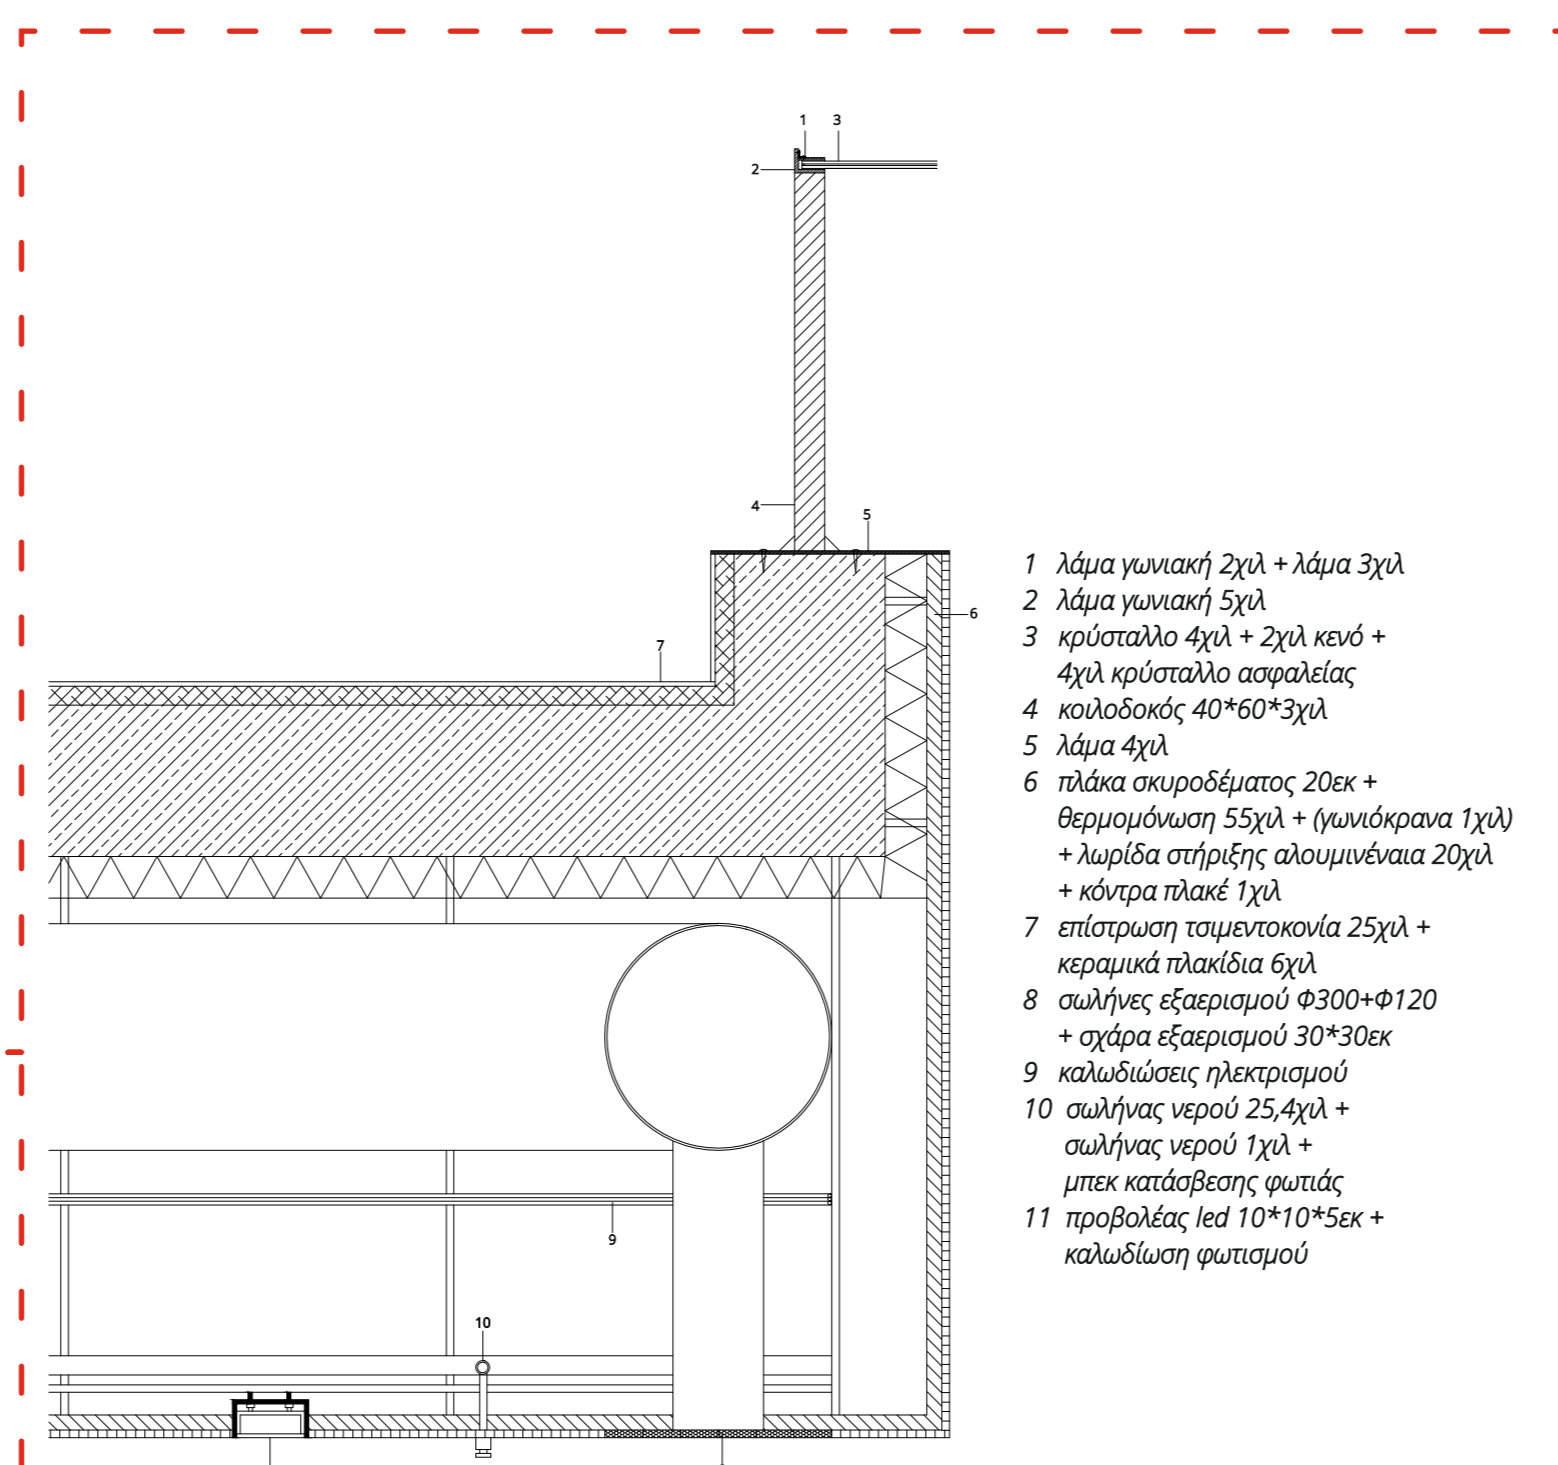 1 3
2
4
5
6
7
9
10
1 λάμα γωνιακή 2χιλ + λάμα 3χιλ
2 λάμα γωνιακή 5χιλ
3 κρύσταλλο 4χιλ + 2χιλ κενό +
4χιλ κρύσταλλο ασφαλείας
4 κοιλοδοκός 40*60*3χιλ
5 λάμα 4χιλ
6 πλάκα σκυροδέματος 20εκ +
θερμομόνωση 55χιλ + (γωνιόκρανα 1χιλ)
+ λωρίδα στήριξης αλουμινέναια 20χιλ
+ κόντρα πλακέ 1χιλ
7 επίστρωση τσιμεντοκονία 25χιλ +
κεραμικά πλακίδια 6χιλ
8 σωλήνες εξαερισμού Φ300+Φ120
+ σχάρα εξαερισμού 30*30εκ
9 καλωδιώσεις ηλεκτρισμού
10 σωλήνας νερού 25,4χιλ +
σωλήνας νερού 1χιλ +
μπεκ κατάσβεσης φωτιάς
11 προβολέας led 10*10*5εκ +
καλωδίωση φωτισμού